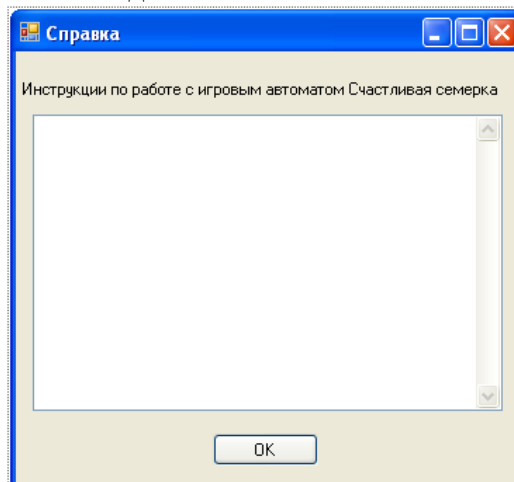 Справка
Инструкции по работе с игровым автоматом Счастливая семерка
OK